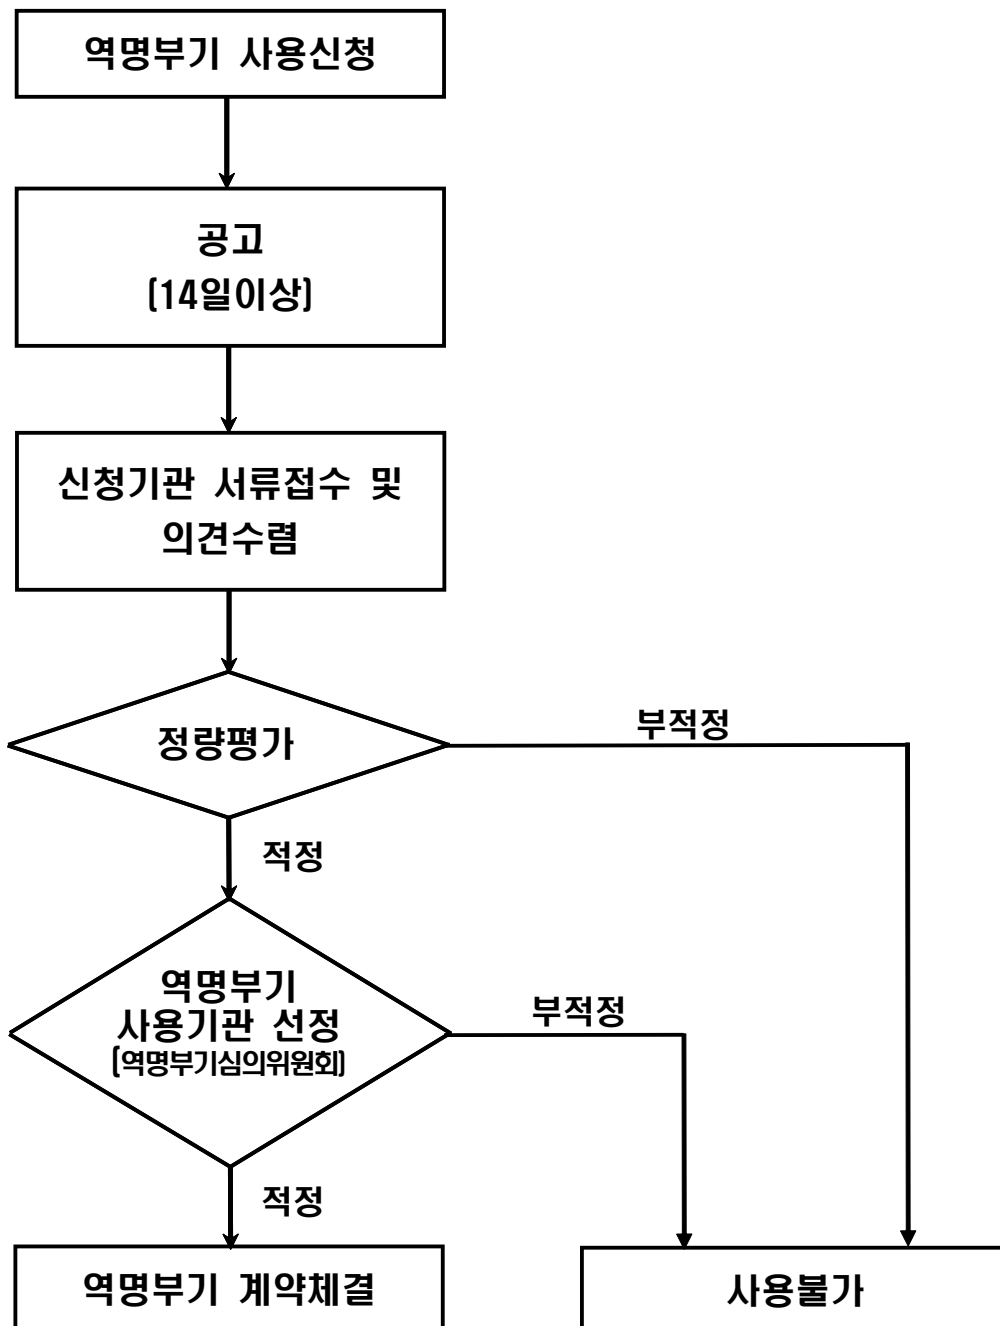 역명부기 사용신청
공고
(14일이상)
신청기관 서류접수 및
의견수렴
정량평가
부적정
적정
역명부기
사용기관 선정
(역명부기심의위원회)
부적정
적정
역명부기 계약체결
사용불가